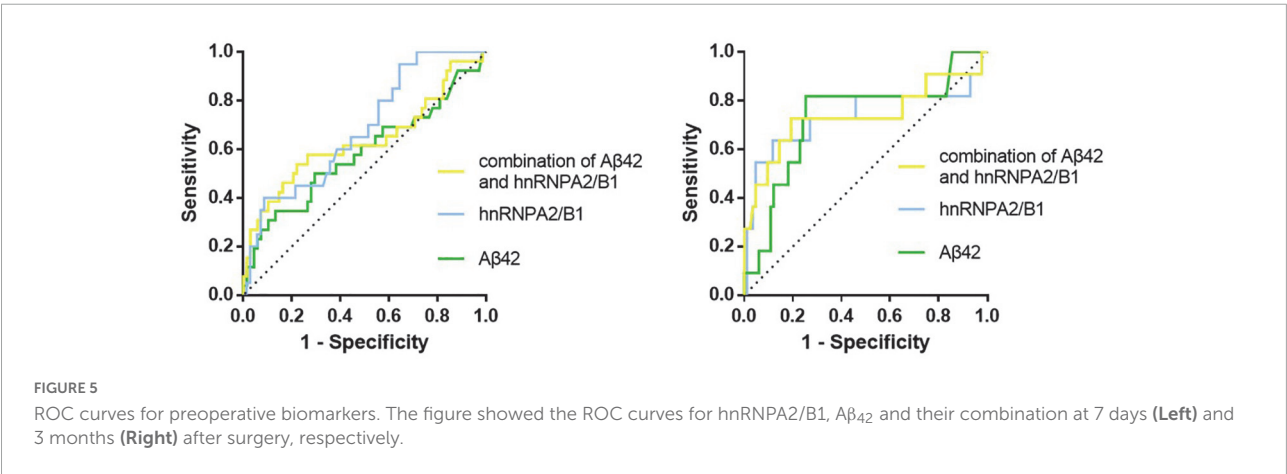 1.0
0.8
0.6
0.4
0.2
0.0
Sensitivity
0.0 0.2 0.4 0.6 0.8 1.0
1 - Specificity
combination of Aβ42
and hnRNPA2/B1
hnRNPA2/B1
Aβ42
1.0
0.8
0.6
0.4
0.2
0.0
Sensitivity
0.0 0.2 0.4 0.6 0.8 1.0
1 - Specificity
combination of Aβ42
and hnRNPA2/B1
hnRNPA2/B1
Aβ42
FIGURE 5
ROC curves for preoperative biomarkers. The figure showed the ROC curves for hnRNPA2/B1, Aβ₄₂ and their combination at 7 days (Left) and
3 months (Right) after surgery, respectively.